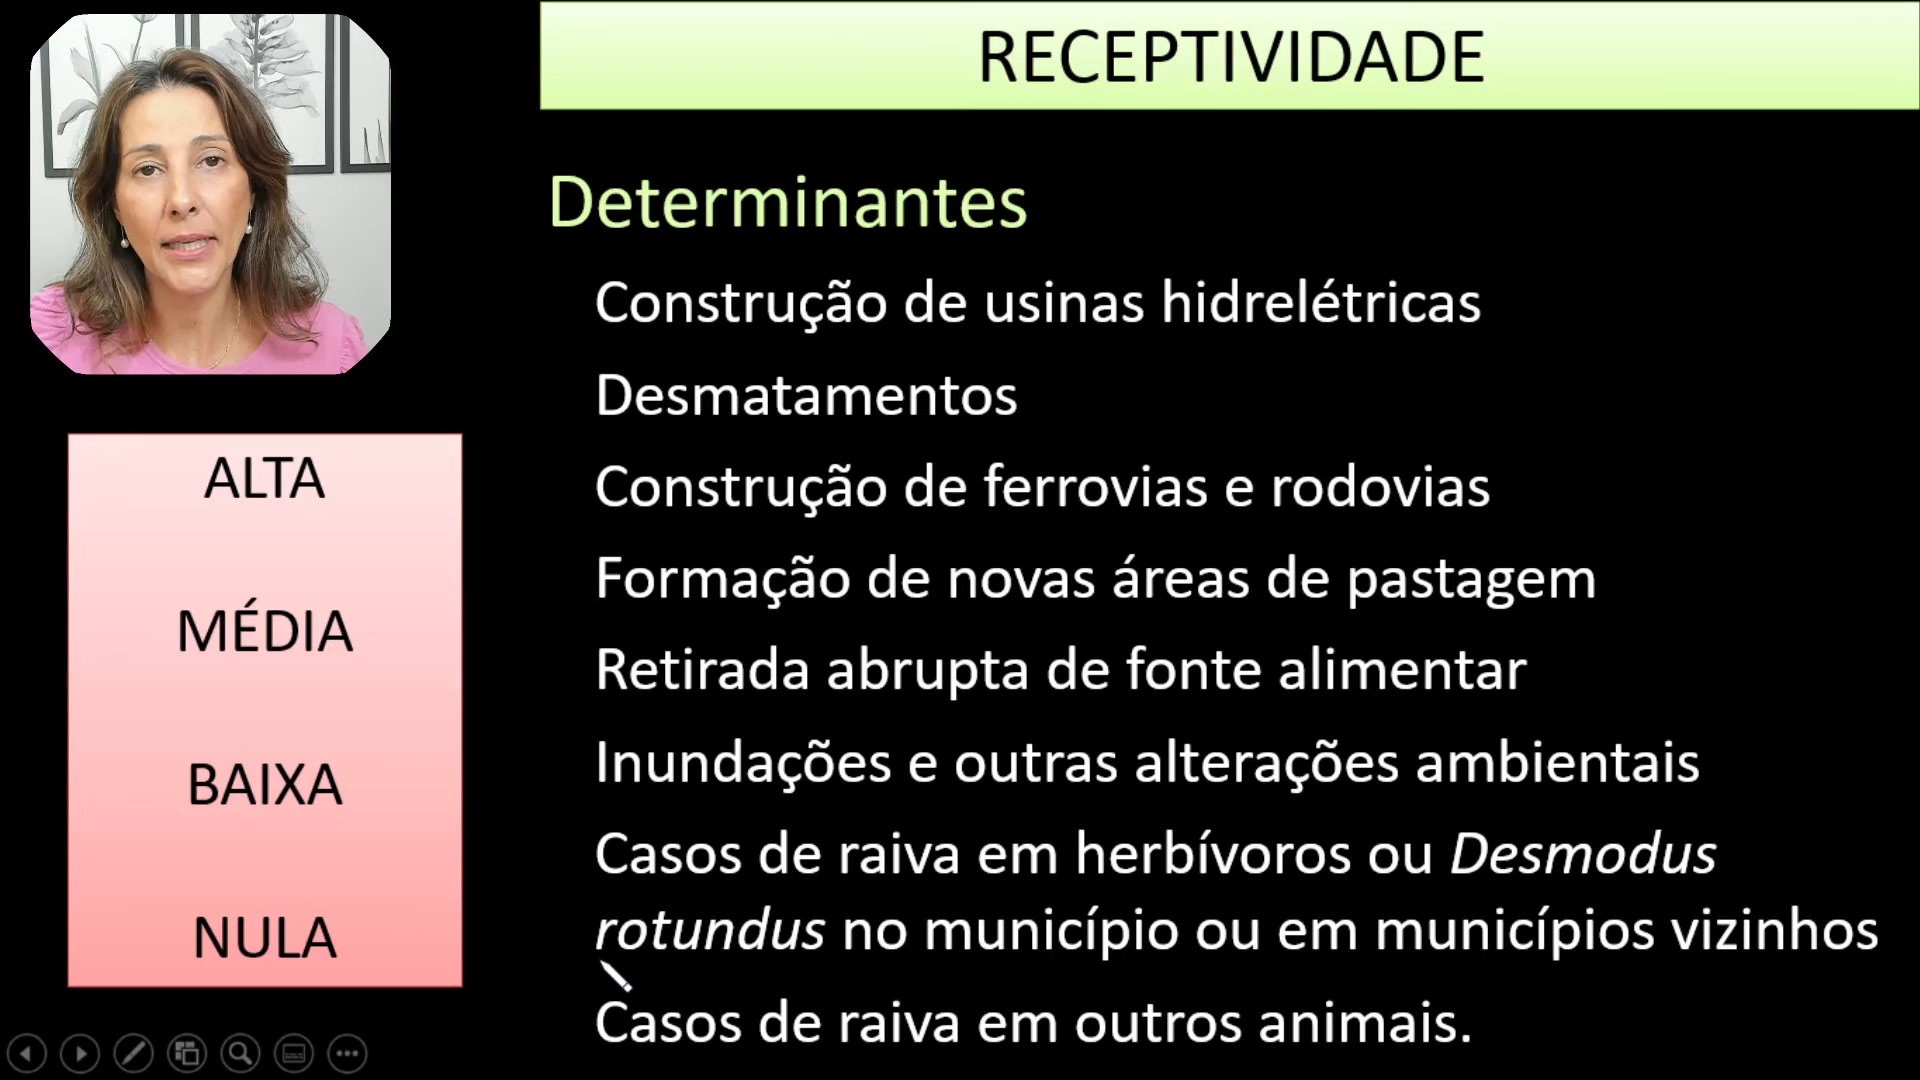 RECEPTIVIDADE
Determinantes
Construção de usinas hidrelétricas
Desmatamentos
Construção de ferrovias e rodovias
Formação de novas áreas de pastagem
Retirada abrupta de fonte alimentar
Inundações e outras alterações ambientais
Casos de raiva em herbívoros ou Desmodus
rotundus no município ou em municípios vizinhos
Casos de raiva em outros animais.
ALTA
MÉDIA
BAIXA
NULA